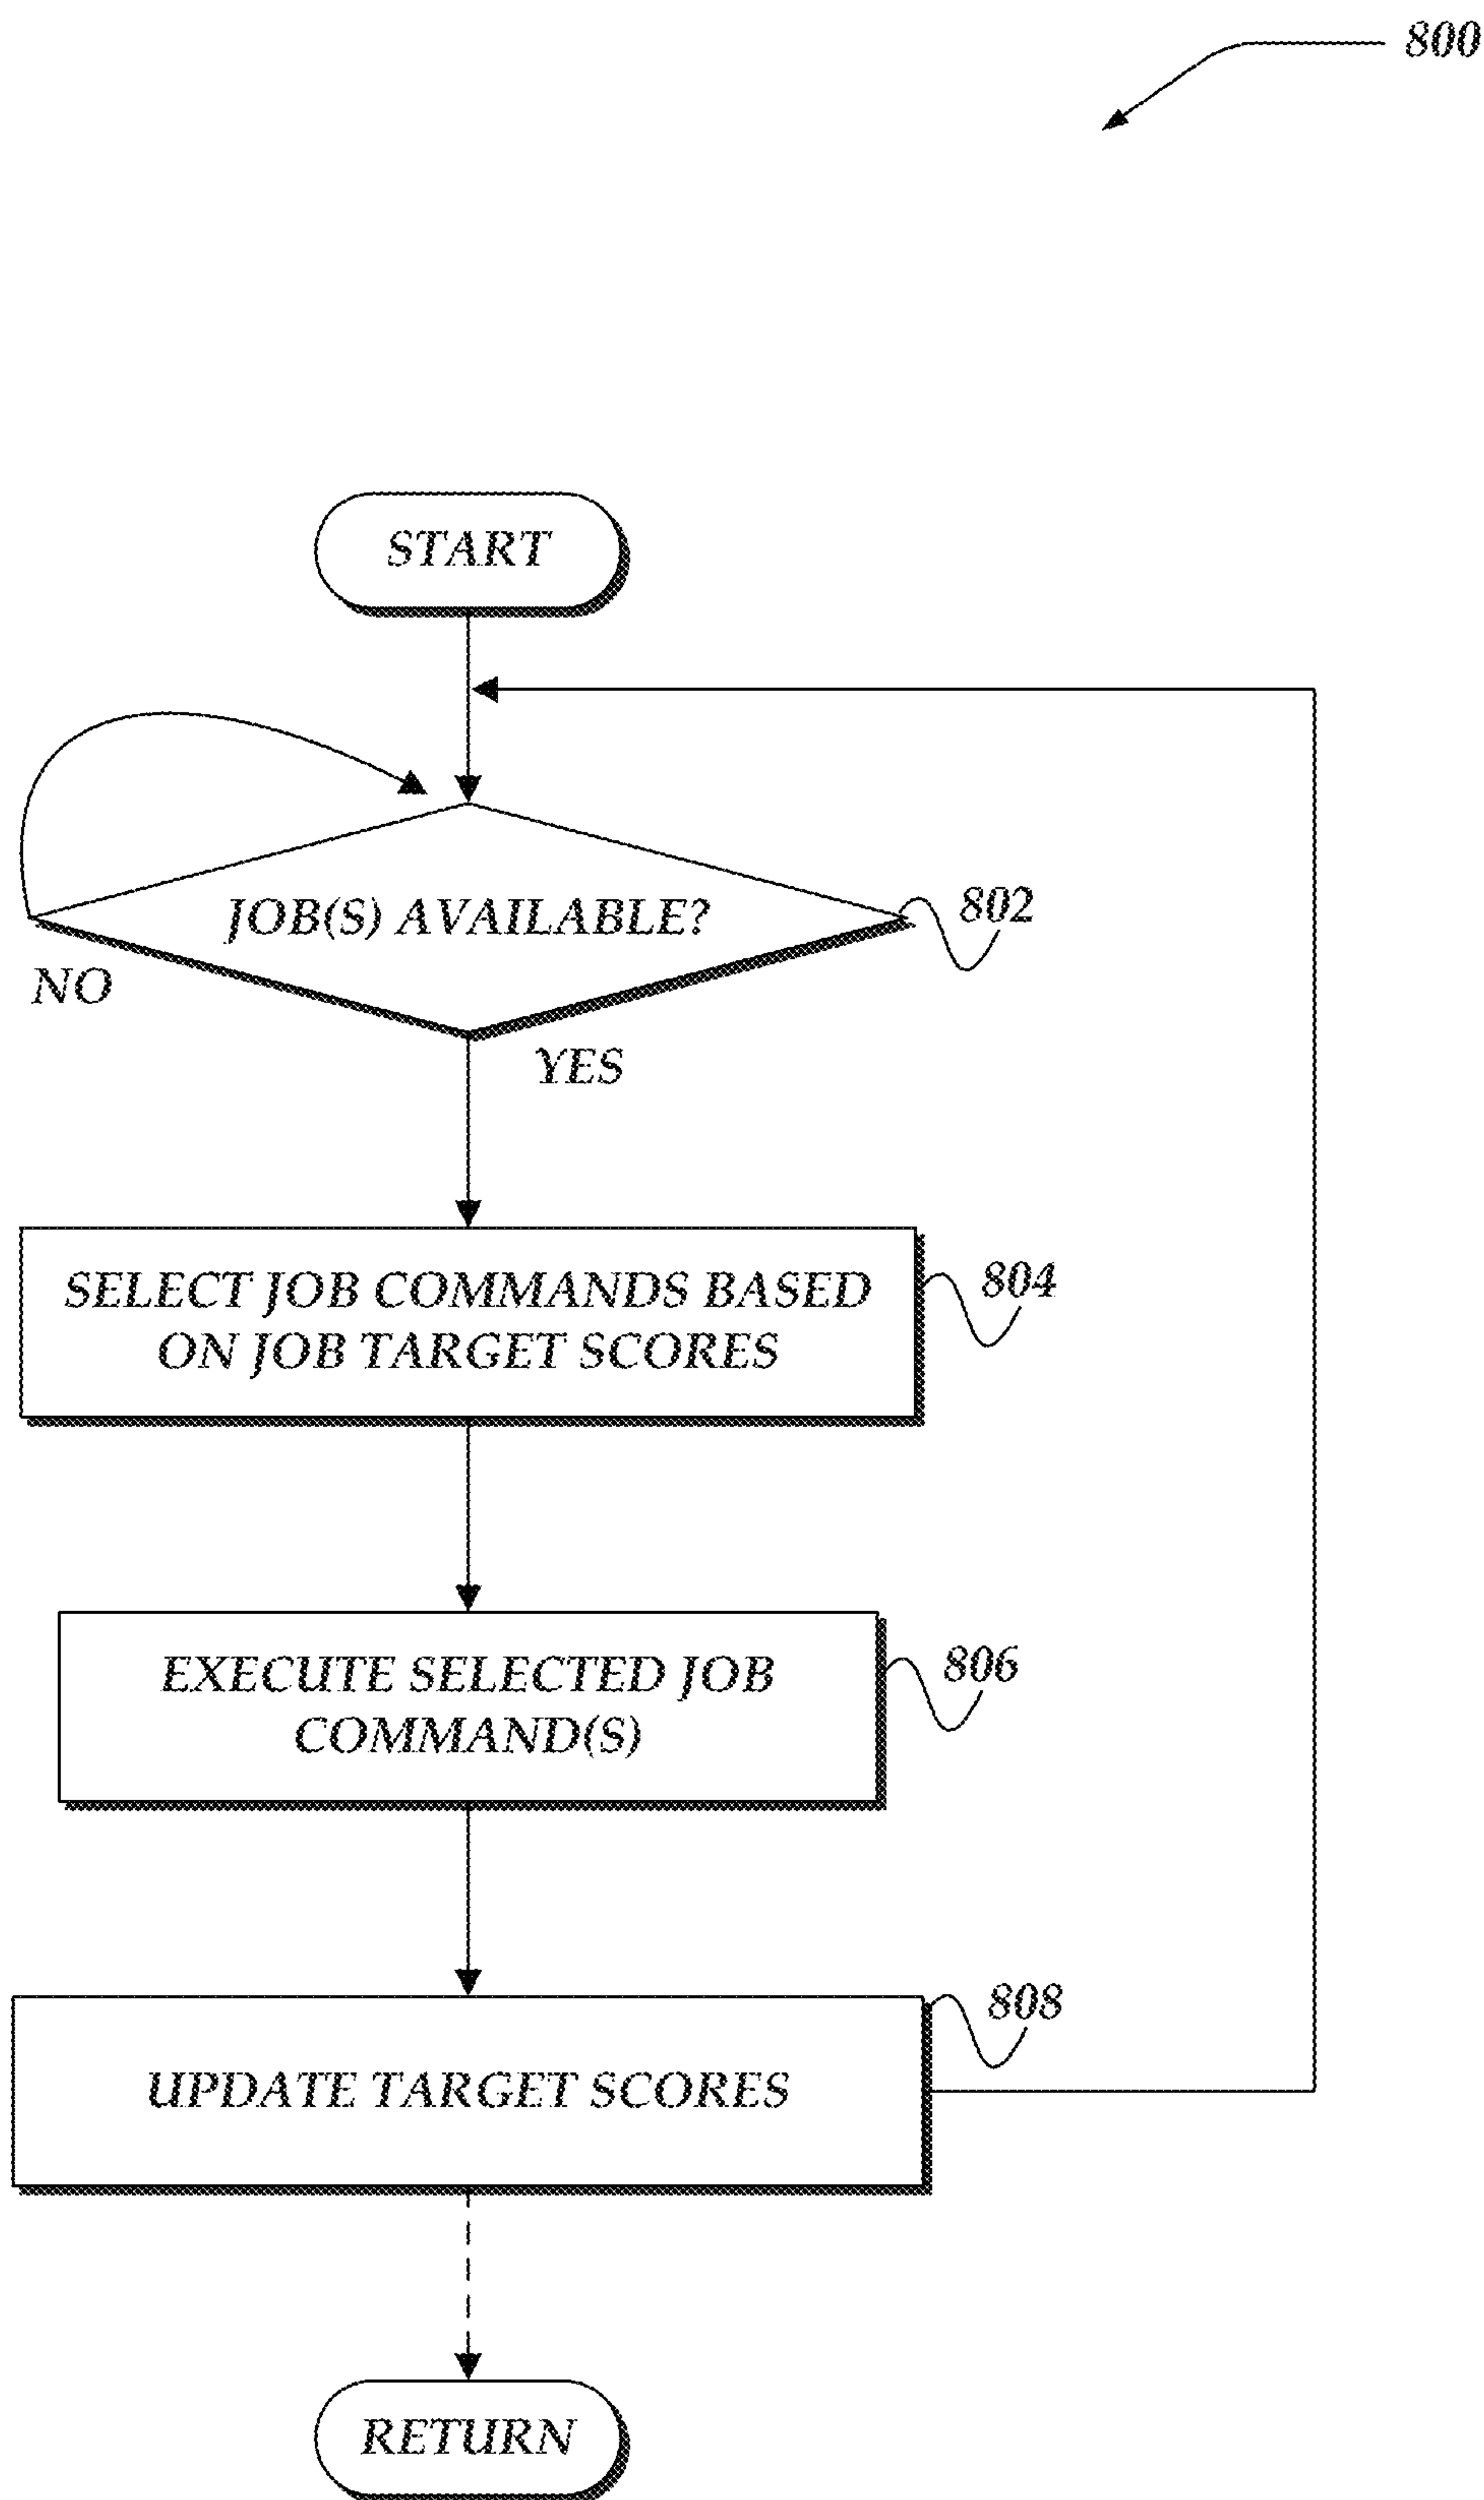 800
START
JOB(S) AVAILABLE?
802
NO
YES
SELECT JOB COMMANDS BASED
ON JOB TARGET SCORES
804
EXECUTE SELECTED JOB
COMMAND(S)
806
808
UPDATE TARGET SCORES
RETURN